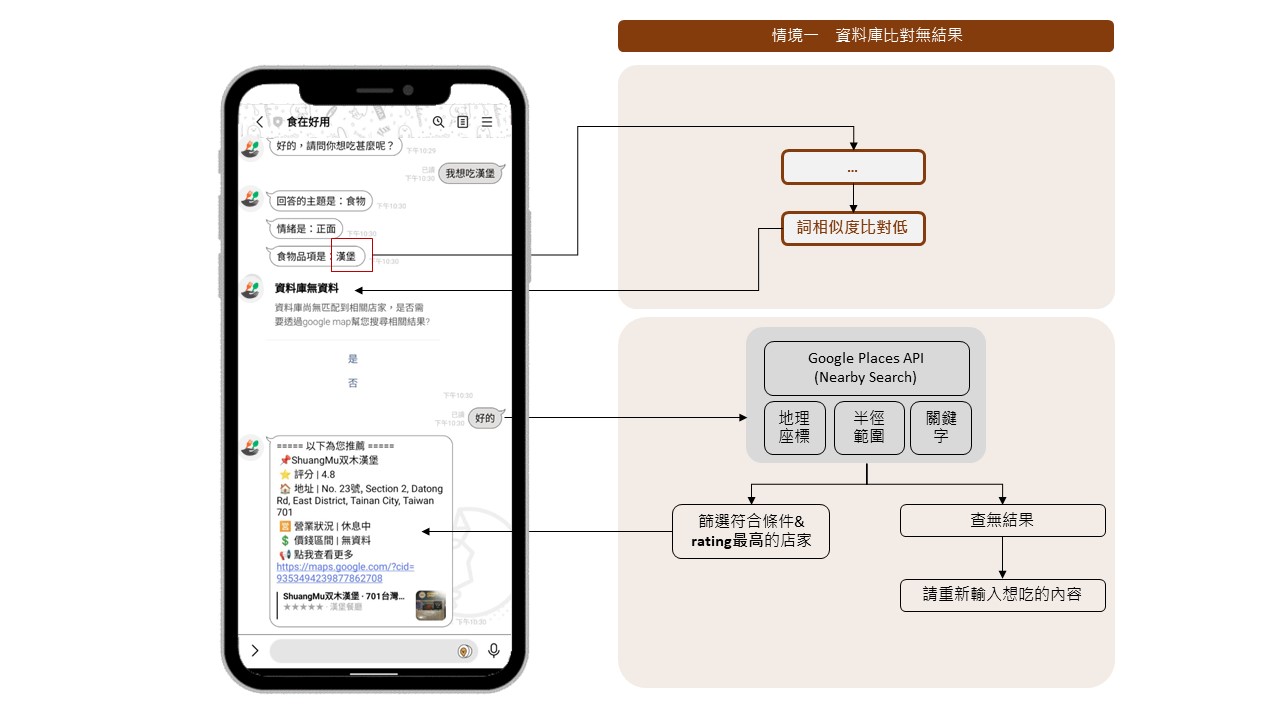 情境一　資料庫比對無結果
食在好用
好的，請問你想吃甚麼呢？
下午10:29
已讀
下午10:30
我想吃漢堡
回答的主題是：食物
下午10:30
情緒是：正面
下午10:30
食物品項是：漢堡
下午10:30
資料庫無資料
資料庫尚無匹配到相關店家，是否需
要透過google map幫您搜尋相關結果?
是
否
下午10:30
已讀
下午10:30
好的
===== 以下為您推薦 =====
📌ShuangMu双木漢堡
⭐ 評分 | 4.8
🏠 地址 | No. 23號, Section 2, Datong
Rd, East District, Tainan City, Taiwan
701
🈺 營業狀況 | 休息中
💲 價錢區間 | 無資料
📢 點我查看更多
https://maps.google.com/?cid=
9353494239877862708
ShuangMu双木漢堡 · 701台灣...
★★★★★ · 漢堡餐廳
下午10:30
...
詞相似度比對低
Google Places API
(Nearby Search)
地理
座標
半徑
範圍
關鍵
字
篩選符合條件&
rating最高的店家
查無結果
請重新輸入想吃的內容